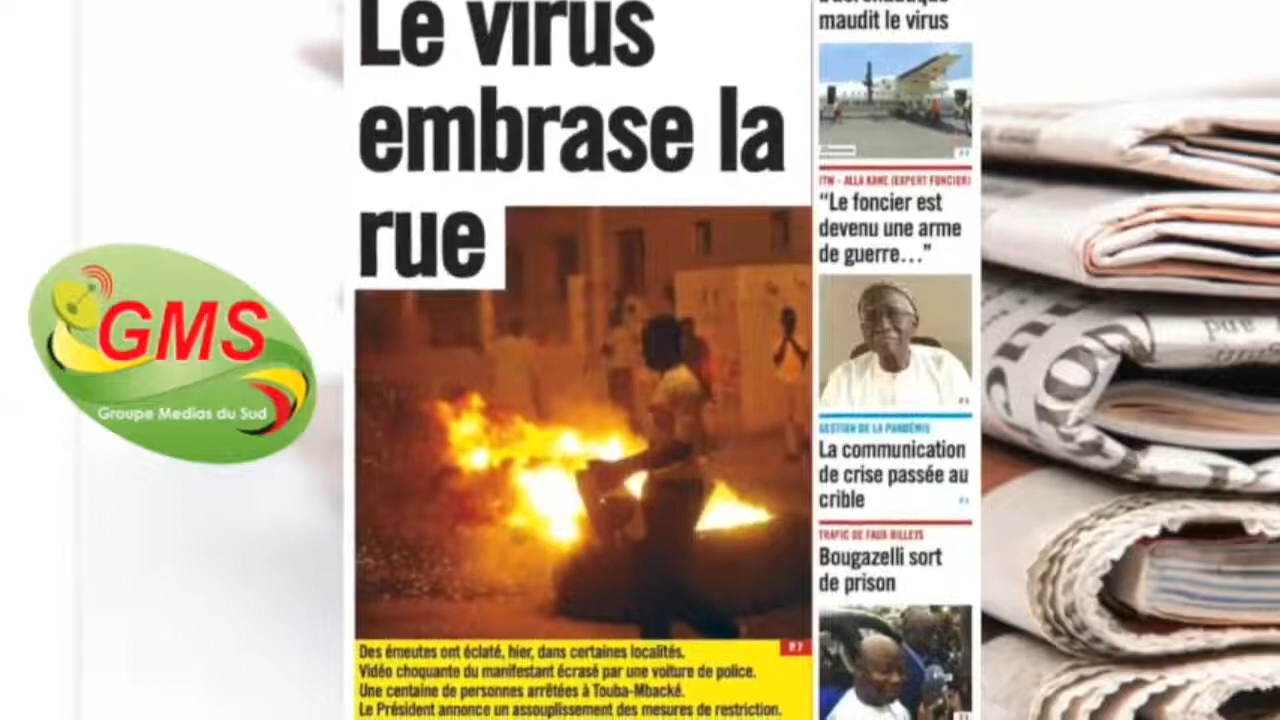 GMS
Groupe Medias du Sud
Le virus
embrase la
rue
Des émeutes ont éclaté, hier, dans certaines localités.
Vidéo choquante du manifestant écrasé par une voiture de police.
Une centaine de personnes arrêtées à Touba-Mbacké.
Le Président annonce un assouplissement des mesures de restriction.
P.7
maudit le virus
ITW - ALLA KANE (EXPERT FONCIER)
“Le foncier est
devenu une arme
de guerre...”
GESTION DE LA PANDÉMIE
La communication
de crise passée au
crible
TRAFIC DE FAUX BILLETS
Bougazelli sort
de prison
and